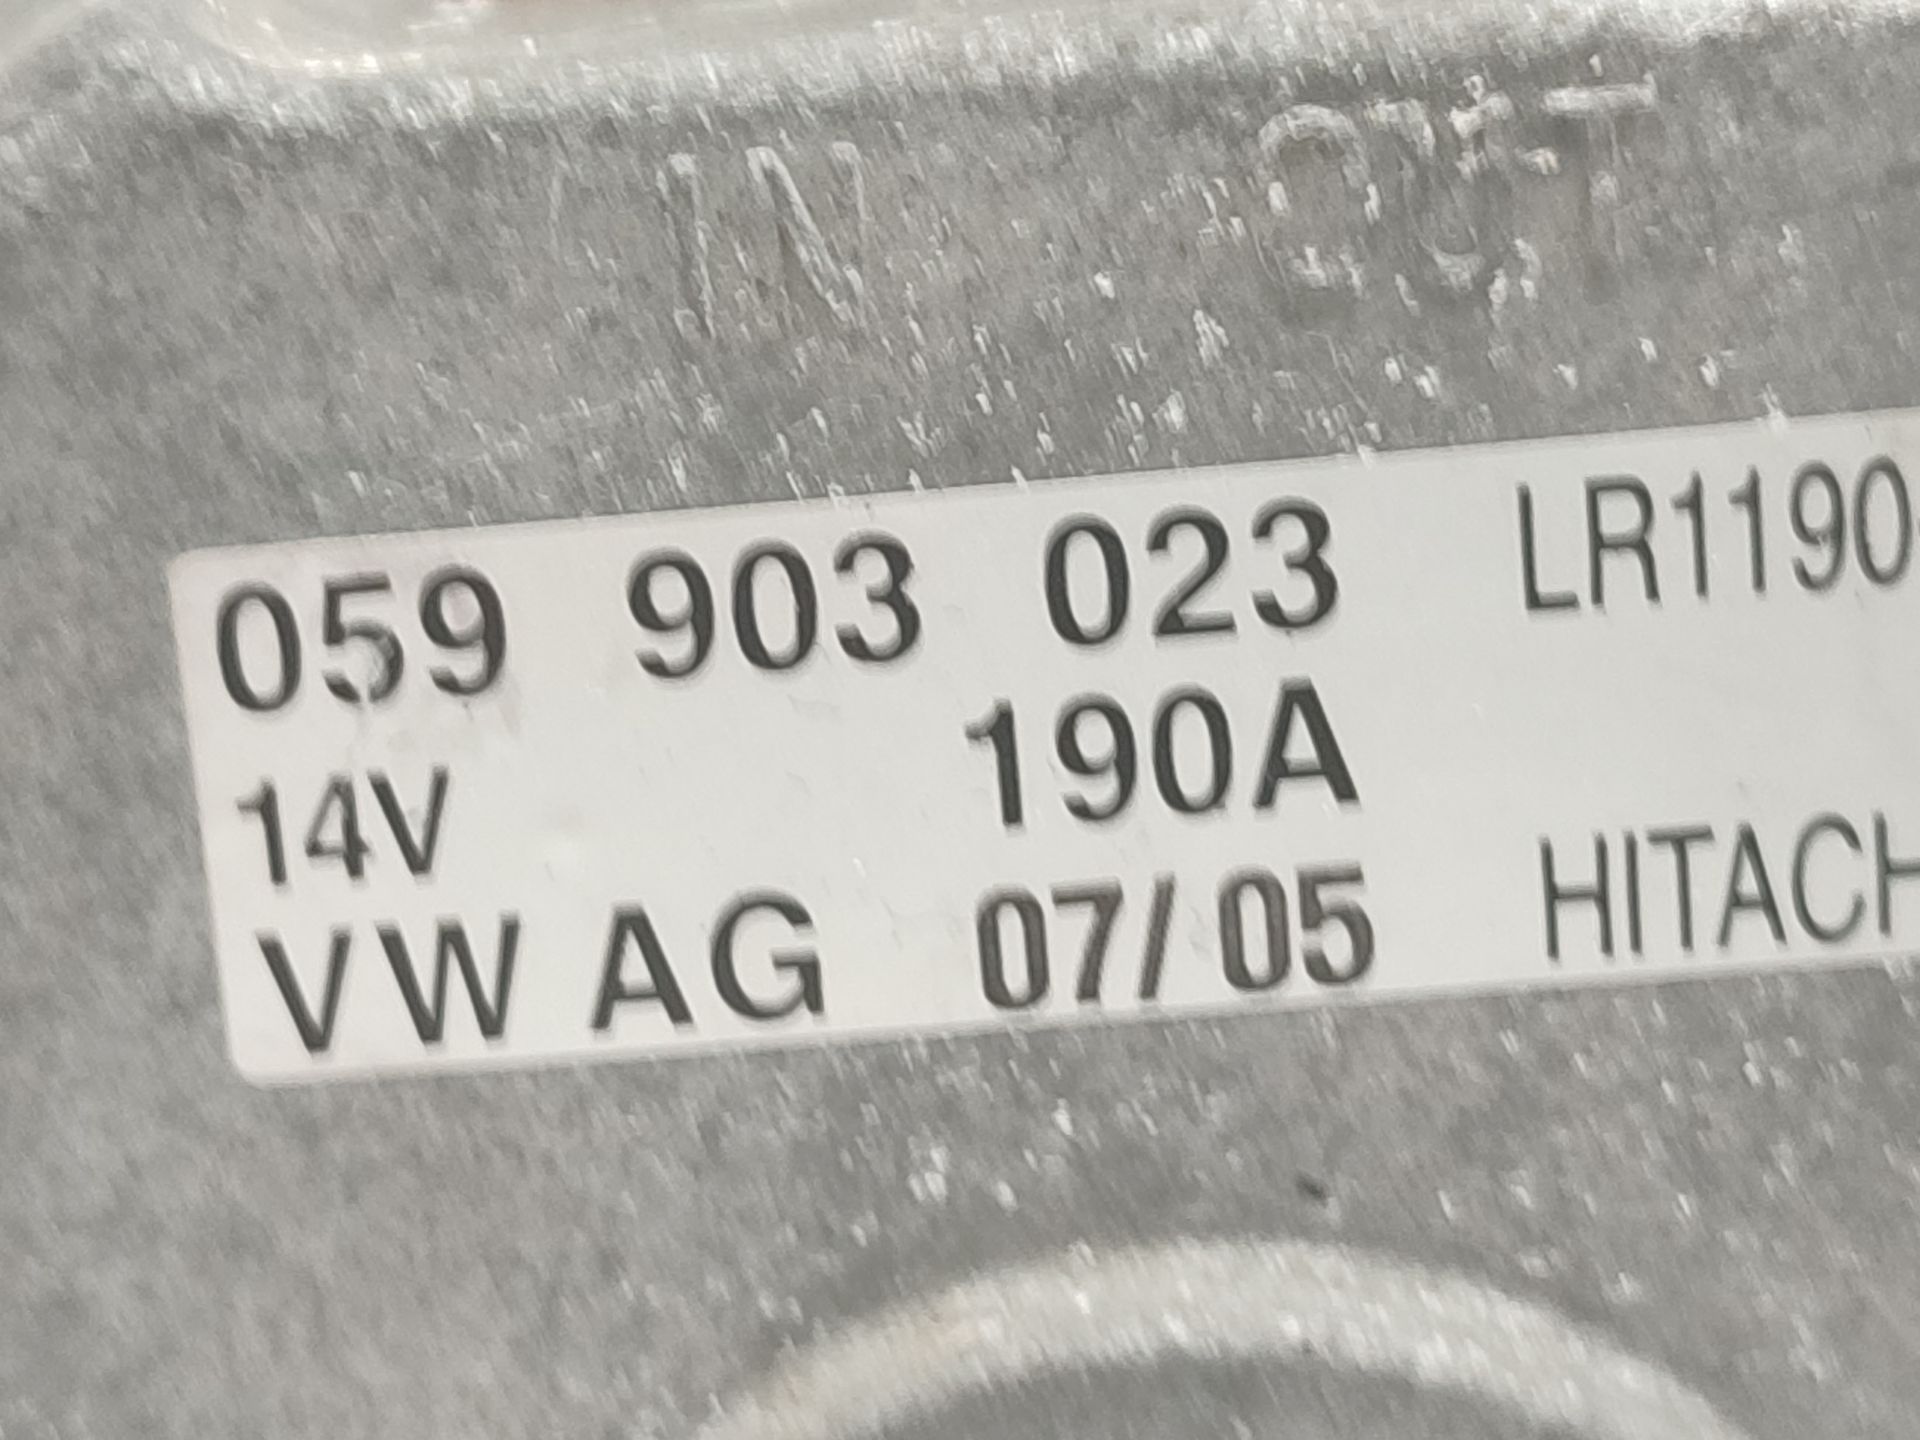 IN OUT
059 903 023 LR1190
14V 190A
VW AG 07/05 HITACH